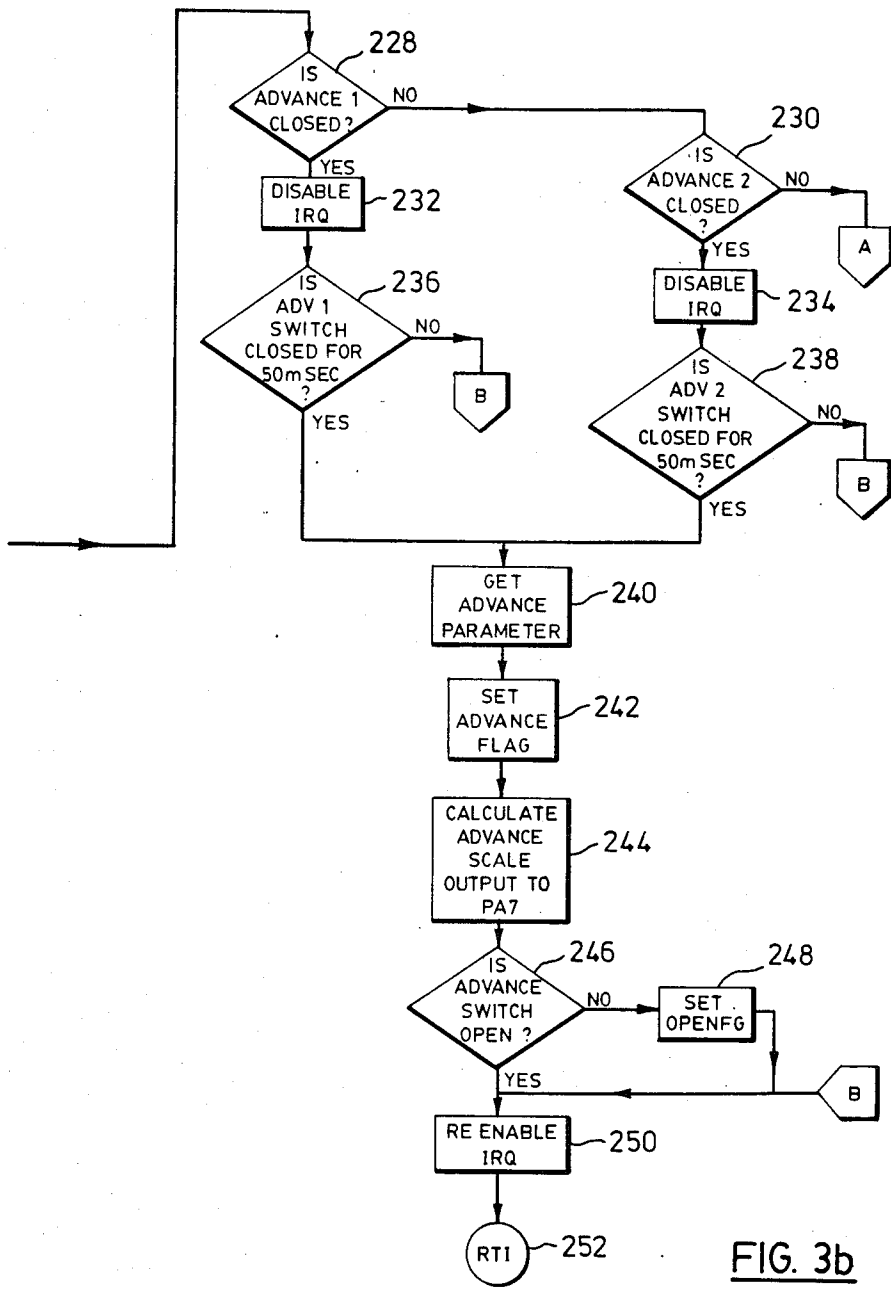 228
IS
ADVANCE 1
CLOSED?
NO
YES
230
IS
ADVANCE 2
CLOSED
?
NO
YES
A
DISABLE
IRQ
232
DISABLE
IRQ
234
236
IS
ADV 1
SWITCH
CLOSED FOR
50m SEC
?
NO
YES
B
238
IS
ADV 2
SWITCH
CLOSED FOR
50m SEC
?
NO
YES
B
GET
ADVANCE
PARAMETER
240
SET
ADVANCE
FLAG
242
CALCULATE
ADVANCE
SCALE
OUTPUT TO
PA7
244
246
IS
ADVANCE
SWITCH
OPEN ?
NO
YES
248
SET
OPENFG
B
RE ENABLE
IRQ
250
RTI
252
FIG. 3b